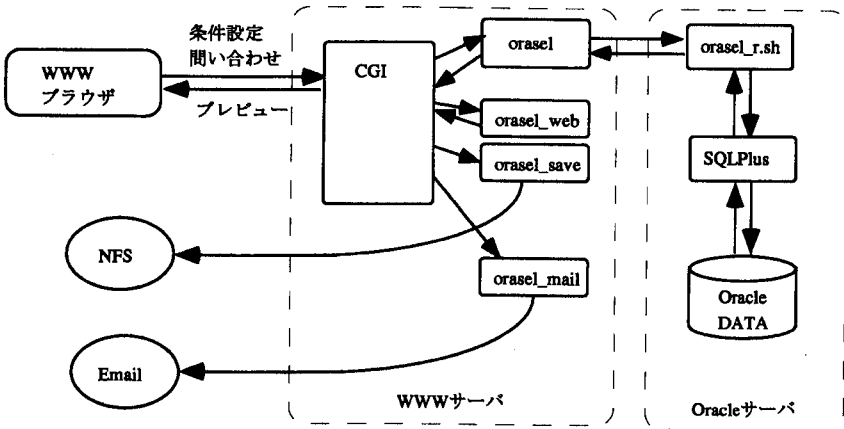 条件設定
問い合わせ
WWW
ブラウザ
プレビュー
CGI
orasel
orasel_web
orasel_save
orasel_mail
orasel_r.sh
SQLPlus
Oracle
DATA
NFS
Email
WWWサーバ
Oracleサーバ